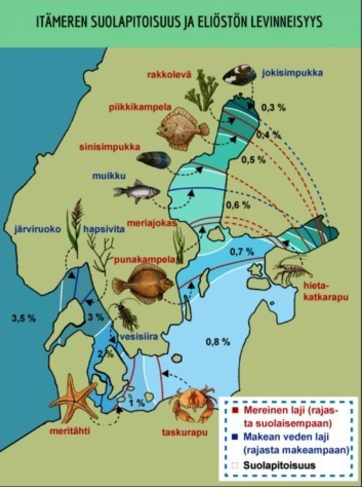 ITÄMEREN SUOLAPITOISUUS JA ELIÖSTÖN LEVINNEISYYS
rakkolevä
jokisimpukka
piikkikampela
0,3 %
0,4 %
sinisimpukka
0,5 %
muikku
0,6 %
järviruoko
hapsivita
meriajokas
0,7 %
punakampela
hieta-
katkarapu
3,5 %
3 %
vesisiira
0,8 %
2 %
1 %
meritähti
taskurapu
Mereinen laji (rajas-
ta suolaisempaan)
Makean veden laji
(rajasta makeampaan)
Suolapitoisuus